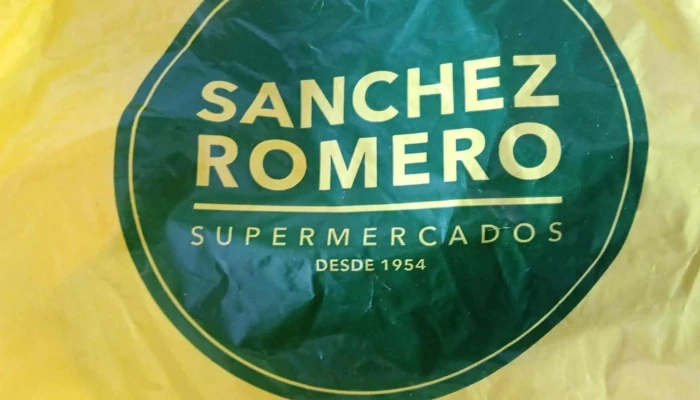 SANCHEZ
ROMERO
SUPERMERCADOS
DESDE 1954